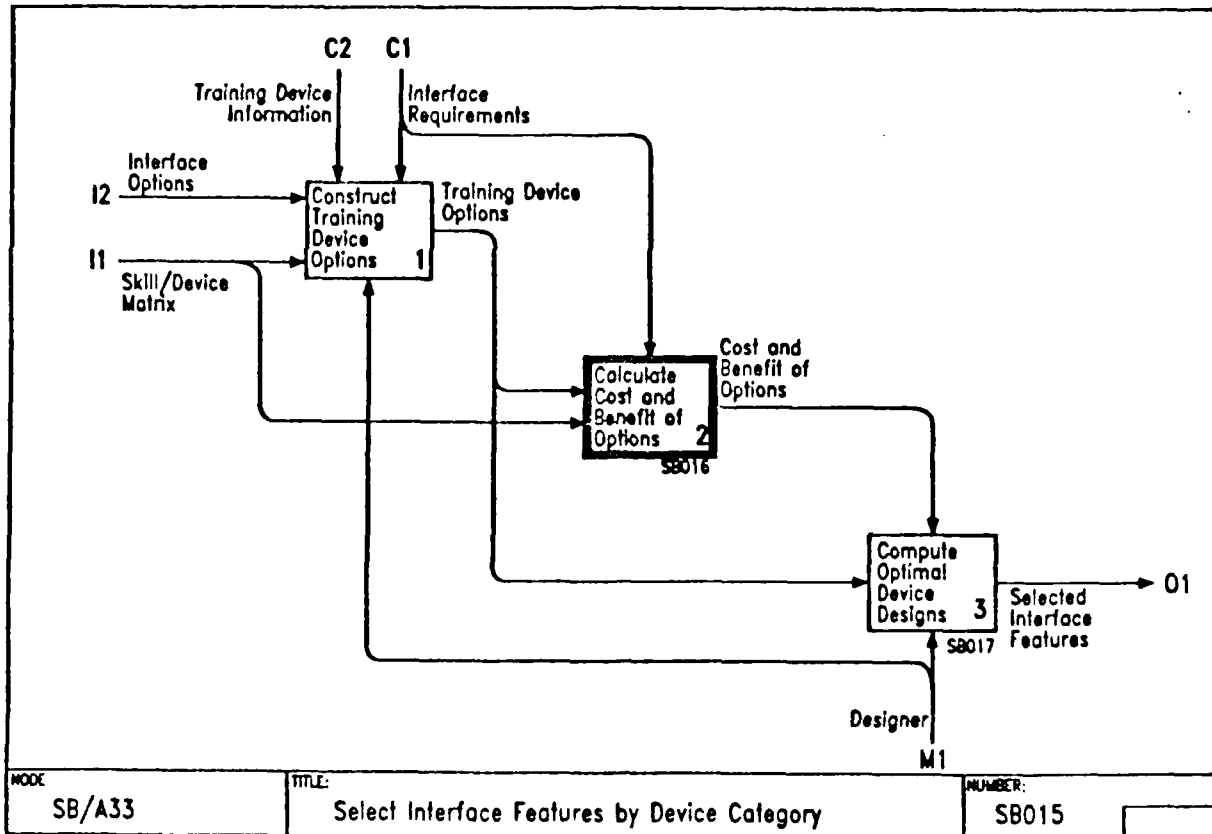 C2
C1
Training Device
Information
Interface
Requirements
I2
Interface
Options
I1
Skill/Device
Matrix
Construct
Training
Device
Options
1
Training Device
Options
Calculate
Cost and
Benefit of
Options
2
SB016
Cost and
Benefit of
Options
Compute
Optimal
Device
Designs
3
SB017
Selected
Interface
Features
O1
Designer
M1
NODE
SB/A33
TITLE:
Select Interface Features by Device Category
NUMBER:
SB015